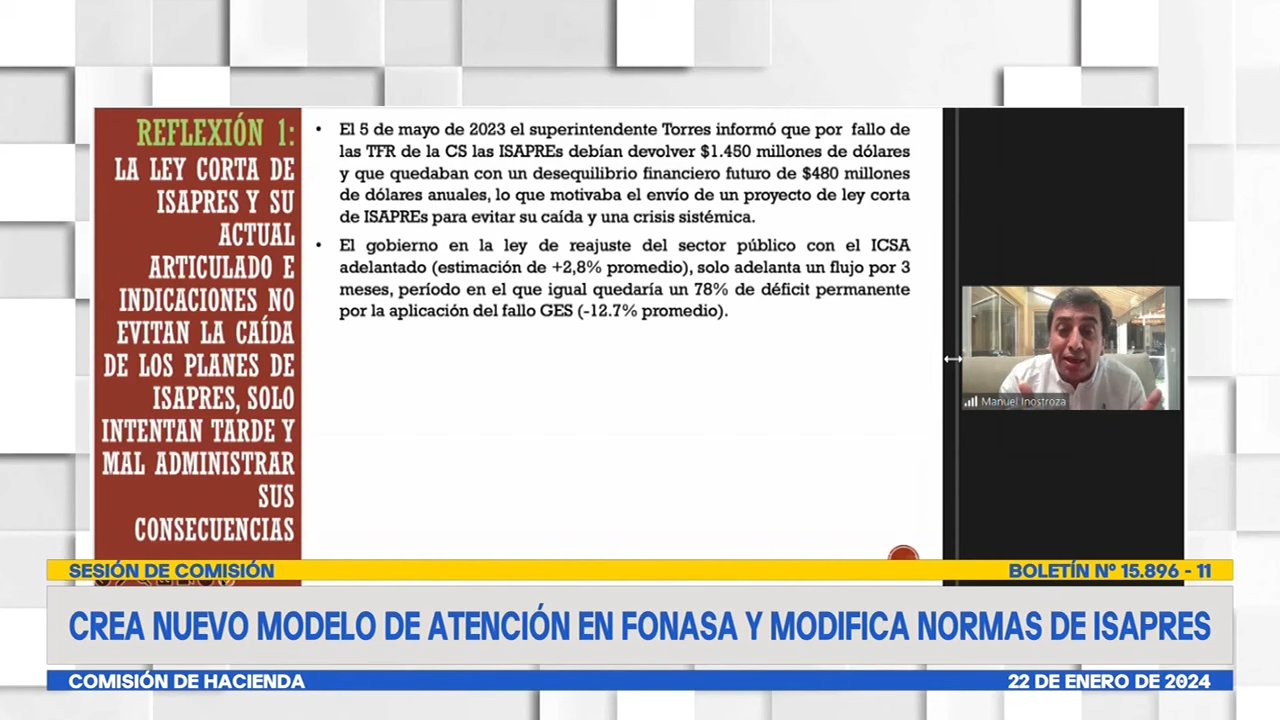 REFLEXIÓN 1:
LA LEY CORTA DE
ISAPRES Y SU
ACTUAL
ARTICULADO E
INDICACIONES NO
EVITAN LA CAÍDA
DE LOS PLANES DE
ISAPRES, SOLO
INTENTAN TARDE Y
MAL ADMINISTRAR
SUS
CONSECUENCIAS
• El 5 de mayo de 2023 el superintendente Torres informó que por fallo de
las TFR de la CS las ISAPREs debían devolver $1.450 millones de dólares
y que quedaban con un desequilibrio financiero futuro de $480 millones
de dólares anuales, lo que motivaba el envío de un proyecto de ley corta
de ISAPREs para evitar su caída y una crisis sistémica.
• El gobierno en la ley de reajuste del sector público con el ICSA
adelantado (estimación de +2,8% promedio), solo adelanta un flujo por 3
meses, período en el que igual quedaría un 78% de déficit permanente
por la aplicación del fallo GES (-12.7% promedio).
Manuel Inostroza
SESIÓN DE COMISIÓN
BOLETÍN N° 15.896 - 11
CREA NUEVO MODELO DE ATENCIÓN EN FONASA Y MODIFICA NORMAS DE ISAPRES
COMISIÓN DE HACIENDA
22 DE ENERO DE 2024